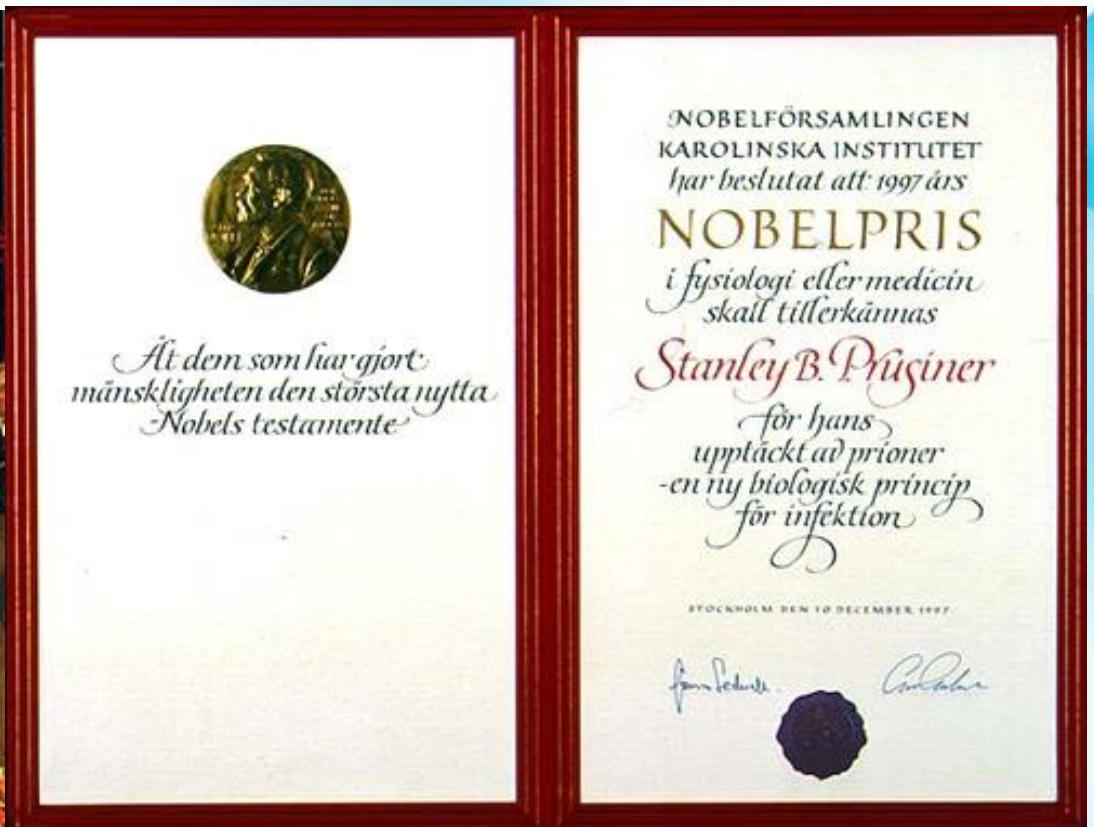 Åt dem som har gjort
mänskligheten den största nytta
-Nobels testamente
NOBELFÖRSAMLINGEN
KAROLINSKA INSTITUTET
har beslutat att 1997 års
NOBELPRIS
i fysiologi eller medicin
skall tillerkännas
Stanley B. Prusiner
för hans
upptäckt av prioner
-en ny biologisk princip
för infektion
STOCKHOLM DEN 10 DECEMBER 1997